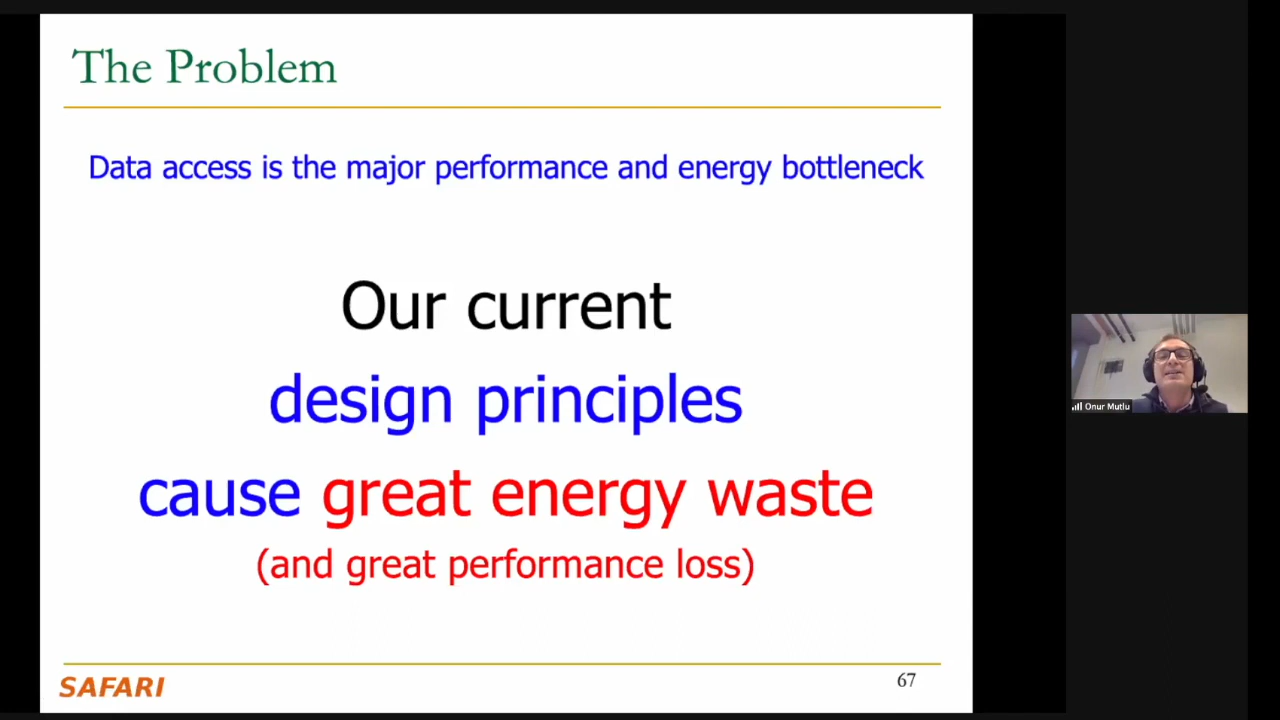 The Problem
Data access is the major performance and energy bottleneck
Our current
design principles
cause great energy waste
(and great performance loss)
SAFARI
67
Onur Mutlu